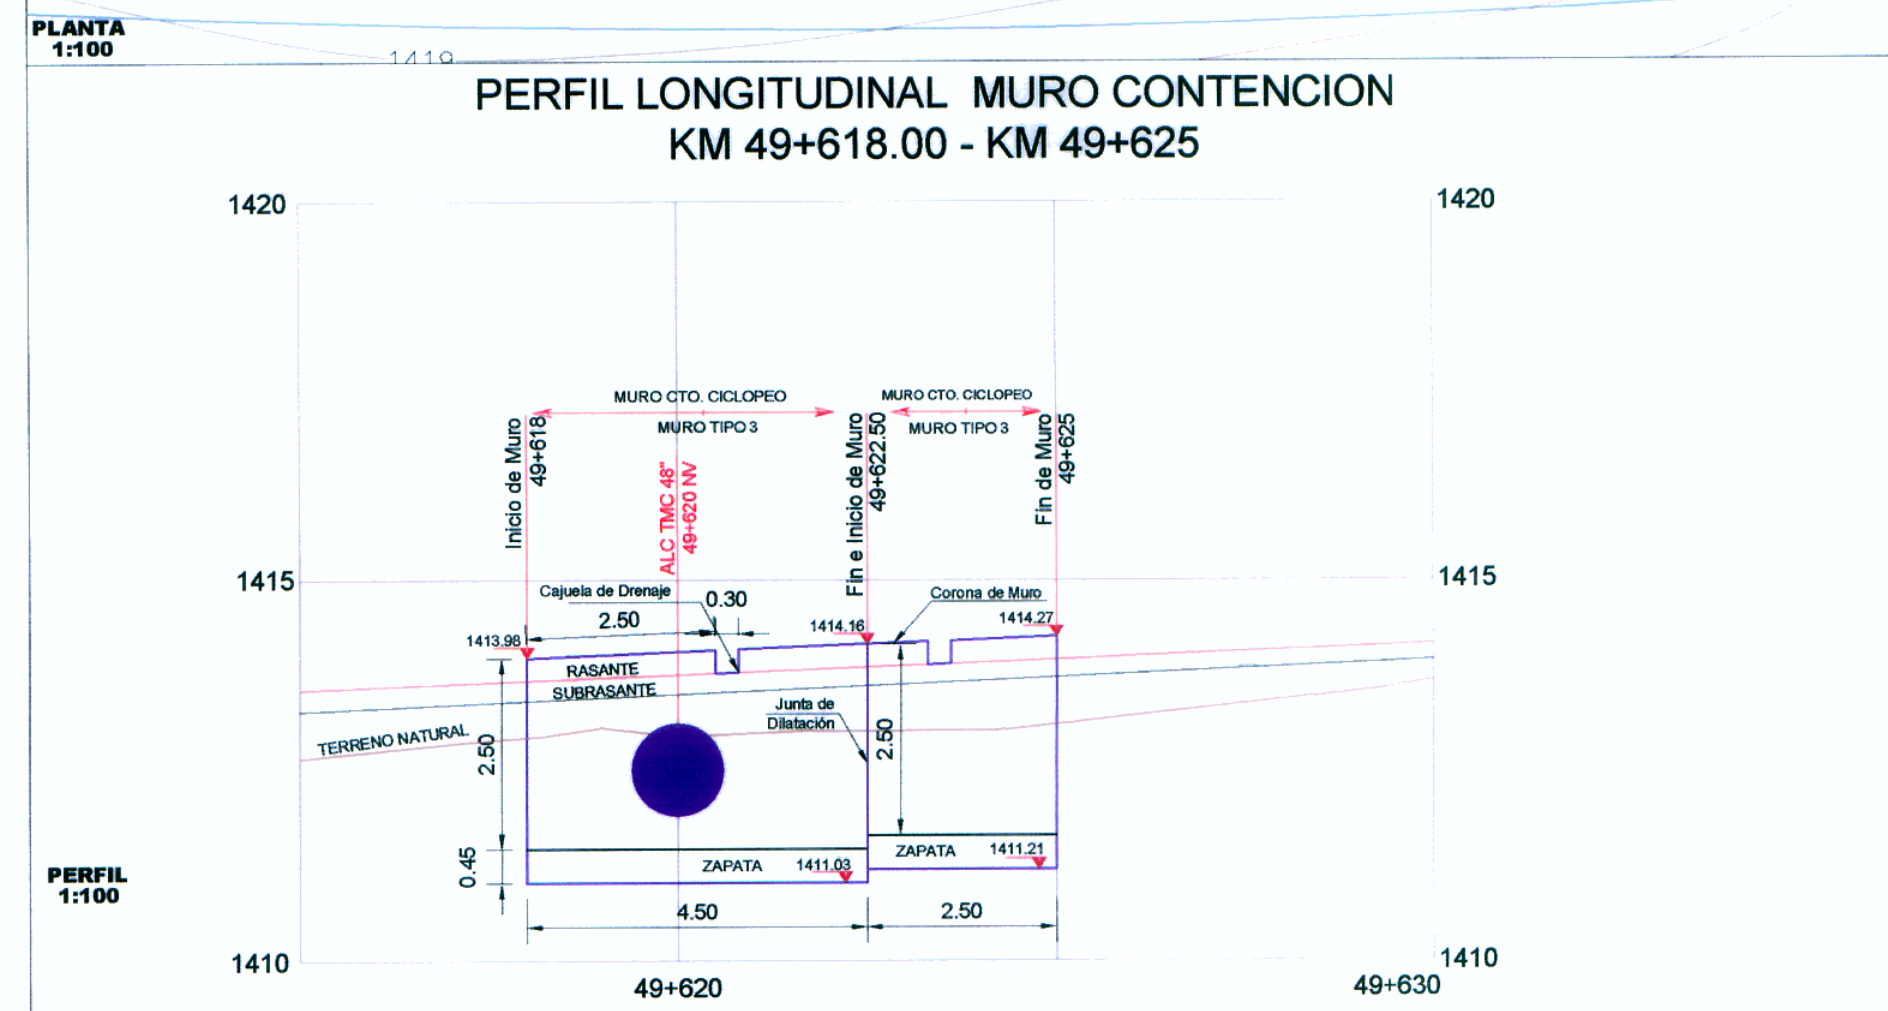 PLANTA
1:100
1419
PERFIL LONGITUDINAL MURO CONTENCION
KM 49+618.00 - KM 49+625
1420
1420
MURO CTO. CICLOPEO
MURO TIPO 3
MURO CTO. CICLOPEO
MURO TIPO 3
Inicio de Muro
49+618
ALC TMC 48"
49+620 NV
Fin e Inicio de Muro
49+622.50
Fin de Muro
49+625
1415
1415
Cajuela de Drenaje
0.30
2.50
Corona de Muro
1413.98
1414.16
1414.27
RASANTE
SUBRASANTE
TERRENO NATURAL
Junta de
Dilatación
2.50
2.50
0.45
ZAPATA
1411.03
ZAPATA
1411.21
PERFIL
1:100
4.50
2.50
1410
1410
49+620
49+630